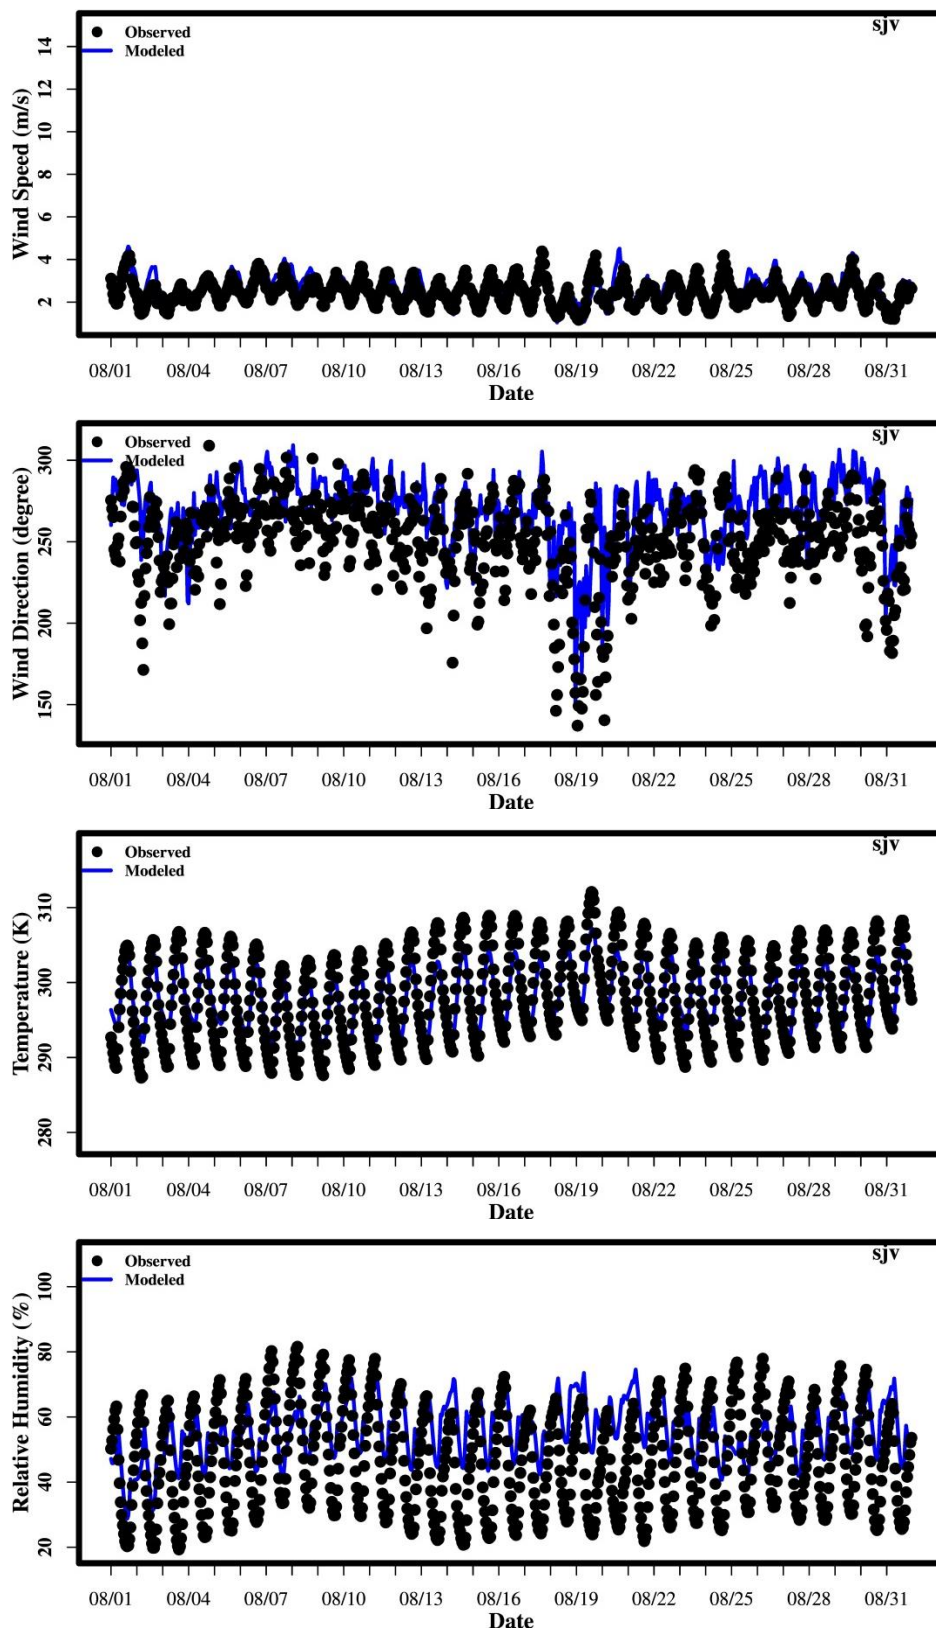 sjv
Observed
Modeled
14
12
10
8
6
4
2
Wind Speed (m/s)
08/01 08/04 08/07 08/10 08/13 08/16 08/19 08/22 08/25 08/28 08/31
Date
sjv
Observed
Modeled
300
250
200
150
Wind Direction (degree)
08/01 08/04 08/07 08/10 08/13 08/16 08/19 08/22 08/25 08/28 08/31
Date
sjv
Observed
Modeled
310
300
290
280
Temperature (K)
08/01 08/04 08/07 08/10 08/13 08/16 08/19 08/22 08/25 08/28 08/31
Date
sjv
Observed
Modeled
100
80
60
40
20
Relative Humidity (%)
08/01 08/04 08/07 08/10 08/13 08/16 08/19 08/22 08/25 08/28 08/31
Date